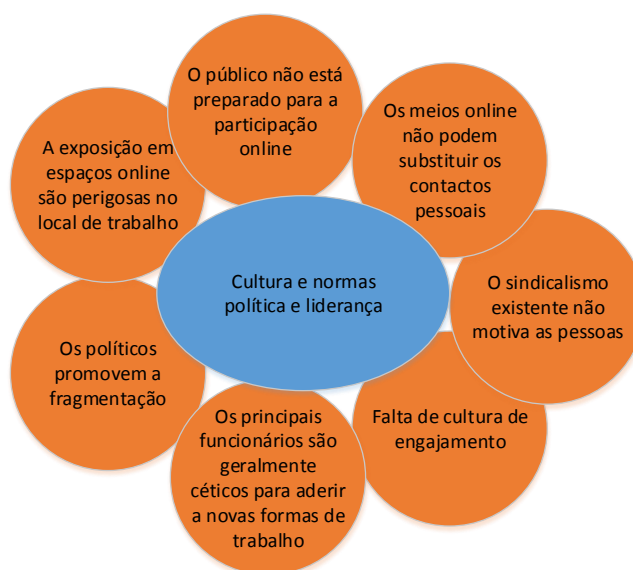 O público não está
preparado para a
participação
online
Os meios online
não podem
substituir os
contactos
pessoais
A exposição em
espaços online
são perigosas no
local de trabalho
Cultura e normas
política e liderança
O sindicalismo
existente não
motiva as pessoas
Os políticos
promovem a
fragmentação
Os principais
funcionários são
geralmente
céticos para aderir
a novas formas de
trabalho
Falta de cultura de
engajamento